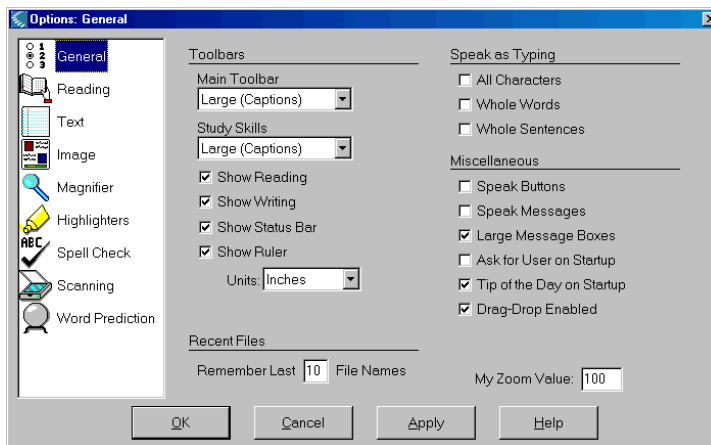 Options: General
1
2
3
General
Reading
Text
Image
Magnifier
Highlighters
ABC
Spell Check
Scanning
Word Prediction
Toolbars
Main Toolbar
Large (Captions)
Study Skills
Large (Captions)
Show Reading
Show Writing
Show Status Bar
Show Ruler
Units: Inches
Recent Files
Remember Last 10 File Names
Speak as Typing
All Characters
Whole Words
Whole Sentences
Miscellaneous
Speak Buttons
Speak Messages
Large Message Boxes
Ask for User on Startup
Tip of the Day on Startup
Drag-Drop Enabled
My Zoom Value: 100
OK Cancel Apply Help